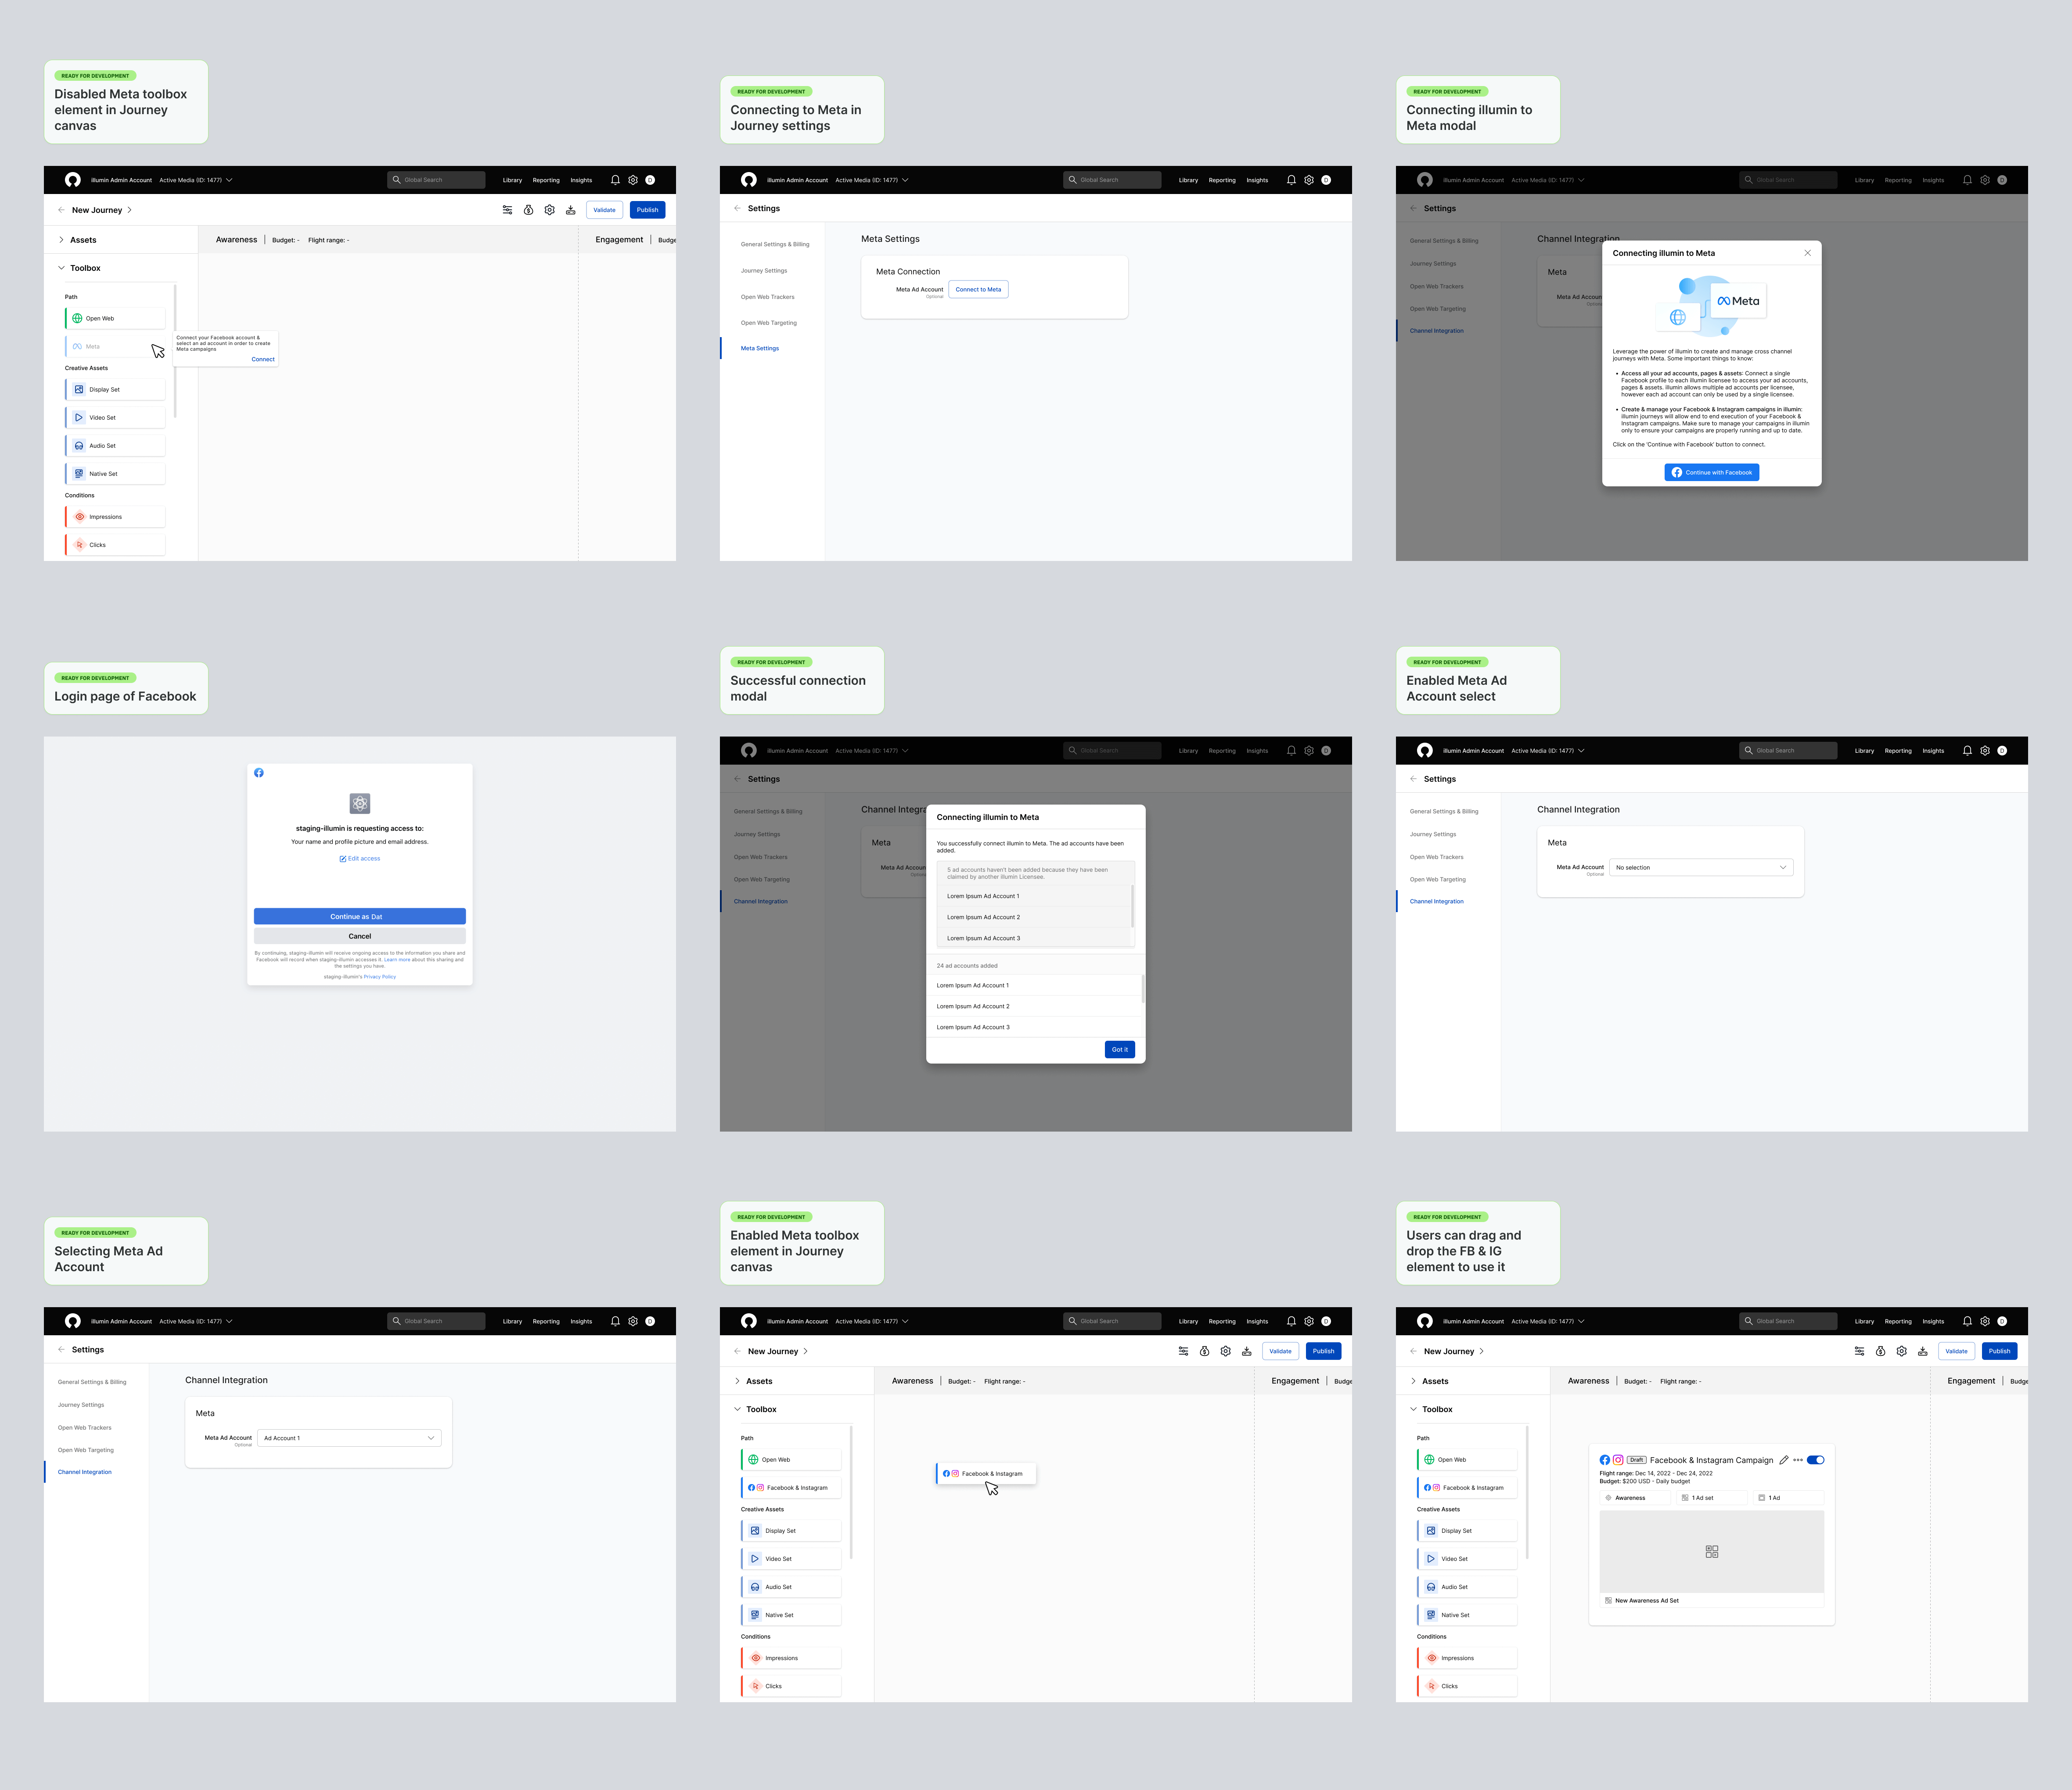 READY FOR DEVELOPMENT
Disabled Meta toolbox
element in Journey
canvas
illumin Admin Account Active Media (ID: 1477)
Global Search
Library Reporting Insights
D
New Journey
Validate Publish
Assets
Awareness Budget: - Flight range: -
Engagement Budge
Toolbox
Path
Open Web
Meta
Connect your Facebook account &
select an ad account in order to create
Meta campaigns
Connect
Creative Assets
Display Set
Video Set
Audio Set
Native Set
Conditions
Impressions
Clicks
READY FOR DEVELOPMENT
Connecting to Meta in
Journey settings
illumin Admin Account Active Media (ID: 1477)
Global Search
Library Reporting Insights
D
Settings
General Settings & Billing
Journey Settings
Open Web Trackers
Open Web Targeting
Meta Settings
Meta Settings
Meta Connection
Meta Ad Account
Optional
Connect to Meta
READY FOR DEVELOPMENT
Connecting illumin to
Meta modal
illumin Admin Account Active Media (ID: 1477)
Global Search
Library Reporting Insights
D
Settings
General Settings & Billing
Journey Settings
Open Web Trackers
Open Web Targeting
Channel Integration
Channel Integration
Meta
Meta Ad Accoun
Optional
Connecting illumin to Meta
Meta
Leverage the power of illumin to create and manage cross channel
journeys with Meta. Some important things to know:
• Access all your ad accounts, pages & assets: Connect a single
Facebook profile to each illumin licensee to access your ad accounts,
pages & assets. illumin allows multiple ad accounts per licensee,
however each ad account can only be used by a single licensee.
• Create & manage your Facebook & Instagram campaigns in illumin:
illumin journeys will allow end to end execution of your Facebook &
Instagram campaigns. Make sure to manage your campaigns in illumin
only to ensure your campaigns are properly running and up to date.
Click on the 'Continue with Facebook' button to connect.
Continue with Facebook
READY FOR DEVELOPMENT
Login page of Facebook
staging-illumin is requesting access to:
Your name and profile picture and email address.
Edit access
Continue as Dat
Cancel
By continuing, staging-illumin will receive ongoing access to the information you share and
Facebook will record when staging-illumin accesses it. Learn more about this sharing and
the settings you have.
staging-illumin's Privacy Policy
READY FOR DEVELOPMENT
Successful connection
modal
illumin Admin Account Active Media (ID: 1477)
Global Search
Library Reporting Insights
D
Settings
General Settings & Billing
Journey Settings
Open Web Trackers
Open Web Targeting
Channel Integration
Channel Integra
Meta
Meta Ad Accoun
Optional
Connecting illumin to Meta
You successfully connect illumin to Meta. The ad accounts have been
added.
5 ad accounts haven't been added because they have been
claimed by another illumin Licensee.
Lorem Ipsum Ad Account 1
Lorem Ipsum Ad Account 2
Lorem Ipsum Ad Account 3
24 ad accounts added
Lorem Ipsum Ad Account 1
Lorem Ipsum Ad Account 2
Lorem Ipsum Ad Account 3
Got it
READY FOR DEVELOPMENT
Enabled Meta Ad
Account select
illumin Admin Account Active Media (ID: 1477)
Global Search
Library Reporting Insights
D
Settings
General Settings & Billing
Journey Settings
Open Web Trackers
Open Web Targeting
Channel Integration
Channel Integration
Meta
Meta Ad Account
Optional
No selection
READY FOR DEVELOPMENT
Selecting Meta Ad
Account
illumin Admin Account Active Media (ID: 1477)
Global Search
Library Reporting Insights
D
Settings
General Settings & Billing
Journey Settings
Open Web Trackers
Open Web Targeting
Channel Integration
Channel Integration
Meta
Meta Ad Account
Optional
Ad Account 1
READY FOR DEVELOPMENT
Enabled Meta toolbox
element in Journey
canvas
illumin Admin Account Active Media (ID: 1477)
Global Search
Library Reporting Insights
D
New Journey
Validate Publish
Assets
Awareness Budget: - Flight range: -
Engagement Budge
Toolbox
Path
Open Web
Facebook & Instagram
Facebook & Instagram
Creative Assets
Display Set
Video Set
Audio Set
Native Set
Conditions
Impressions
Clicks
READY FOR DEVELOPMENT
Users can drag and
drop the FB & IG
element to use it
illumin Admin Account Active Media (ID: 1477)
Global Search
Library Reporting Insights
D
New Journey
Validate Publish
Assets
Awareness Budget: - Flight range: -
Engagement Budge
Toolbox
Path
Open Web
Facebook & Instagram
Creative Assets
Display Set
Video Set
Audio Set
Native Set
Conditions
Impressions
Clicks
Draft Facebook & Instagram Campaign
Flight range: Dec 14, 2022 - Dec 24, 2022
Budget: $200 USD - Daily budget
Awareness 1 Ad set 1 Ad
New Awareness Ad Set